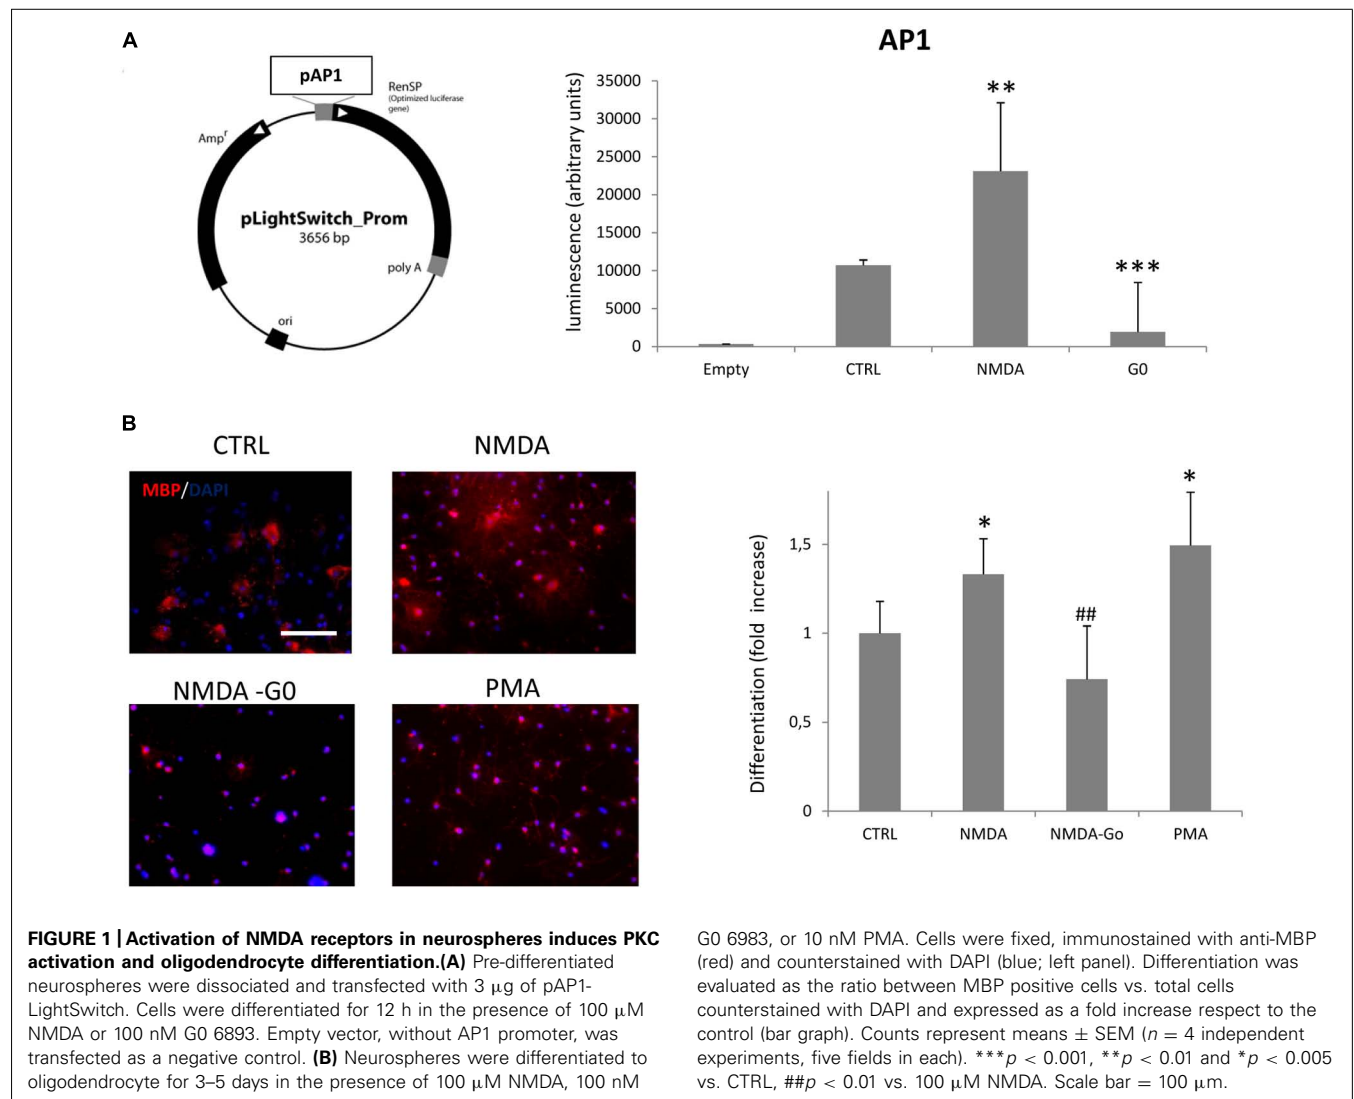 A
pAP1
RenSP
(Optimized luciferase
gene)
Ampr
pLightSwitch_Prom
3656 bp
poly A
ori
AP1
luminescence (arbitrary units)
35000
30000
25000
20000
15000
10000
5000
0
**
***
Empty CTRL NMDA G0
B
CTRL
NMDA
MBP/DAPI
NMDA -G0
PMA
Differentiation (fold increase)
1,5
1
0,5
0
*
##
*
CTRL NMDA NMDA-Go PMA
FIGURE 1 | Activation of NMDA receptors in neurospheres induces PKC
activation and oligodendrocyte differentiation.(A) Pre-differentiated
neurospheres were dissociated and transfected with 3 μg of pAP1-
LightSwitch. Cells were differentiated for 12 h in the presence of 100 μM
NMDA or 100 nM G0 6893. Empty vector, without AP1 promoter, was
transfected as a negative control. (B) Neurospheres were differentiated to
oligodendrocyte for 3–5 days in the presence of 100 μM NMDA, 100 nM
G0 6983, or 10 nM PMA. Cells were fixed, immunostained with anti-MBP
(red) and counterstained with DAPI (blue; left panel). Differentiation was
evaluated as the ratio between MBP positive cells vs. total cells
counterstained with DAPI and expressed as a fold increase respect to the
control (bar graph). Counts represent means ± SEM (n = 4 independent
experiments, five fields in each). ***p < 0.001, **p < 0.01 and *p < 0.005
vs. CTRL, ##p < 0.01 vs. 100 μM NMDA. Scale bar = 100 μm.